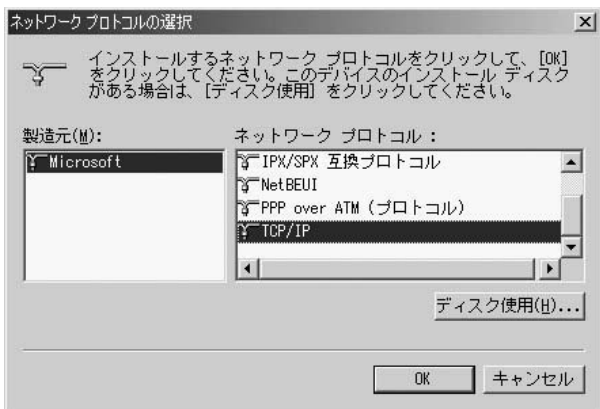 ネットワーク プロトコルの選択
インストールするネットワーク プロトコルをクリックして、[OK]
をクリックしてください。このデバイスのインストール ディスク
がある場合は、[ディスク使用] をクリックしてください。
製造元(M):
Microsoft
ネットワーク プロトコル :
IPX/SPX 互換プロトコル
NetBEUI
PPP over ATM (プロトコル)
TCP/IP
ディスク使用(H)...
OK
キャンセル